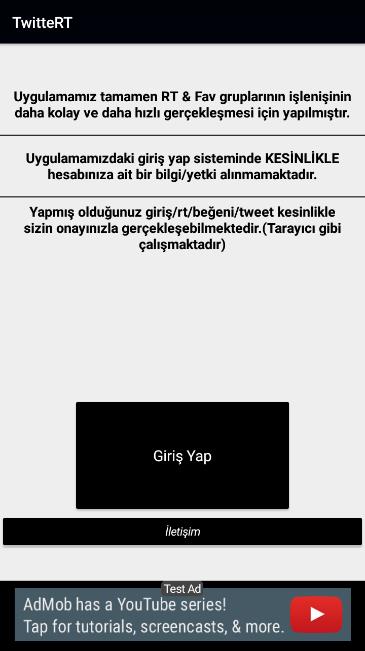 TwitteRT
Uygulamamız tamamen RT & Fav gruplarının işlenişinin
daha kolay ve daha hızlı gerçekleşmesi için yapılmıştır.
Uygulamamızdaki giriş yap sisteminde KESİNLİKLE
hesabınıza ait bir bilgi/yetki alınmamaktadır.
Yapmış olduğunuz giriş/rt/beğeni/tweet kesinlikle
sizin onayınızla gerçekleşebilmektedir.(Tarayıcı gibi
çalışmaktadır)
Giriş Yap
İletişim
Test Ad
AdMob has a YouTube series!
Tap for tutorials, screencasts, & more.